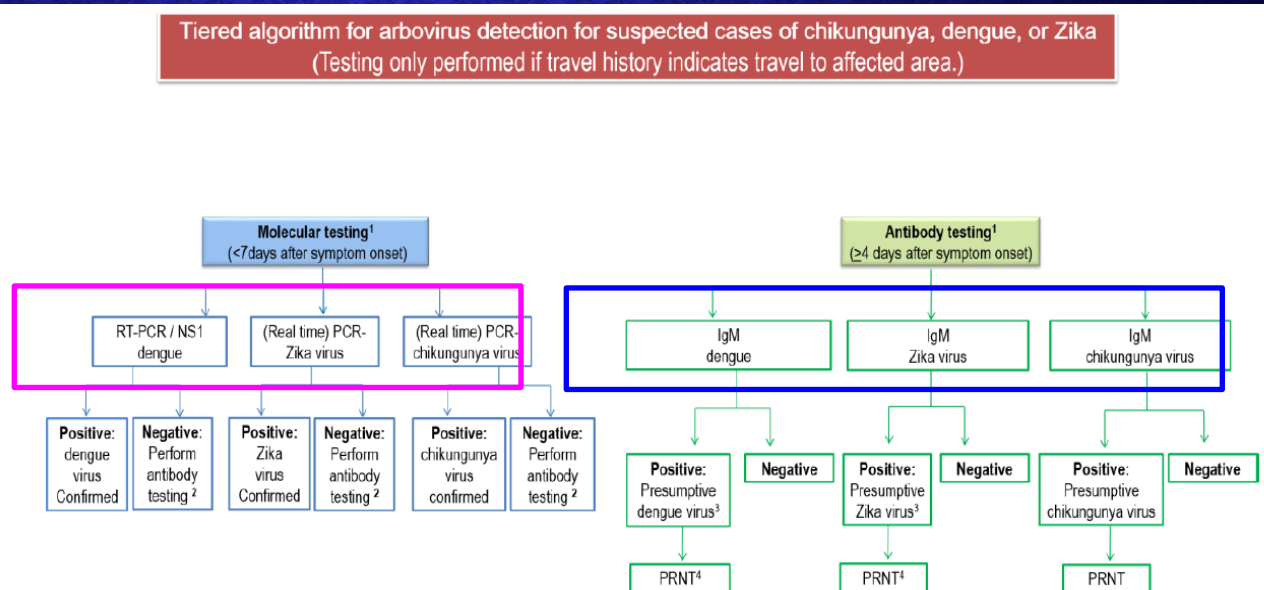 Tiered algorithm for arbovirus detection for suspected cases of chikungunya, dengue, or Zika
(Testing only performed if travel history indicates travel to affected area.)
Molecular testing¹
(<7days after symptom onset)
Antibody testing¹
(≥4 days after symptom onset)
RT-PCR / NS1
dengue
(Real time) PCR-
Zika virus
(Real time) PCR-
chikungunya virus
IgM
dengue
IgM
Zika virus
IgM
chikungunya virus
Positive:
dengue
virus
Confirmed
Negative:
Perform
antibody
testing ²
Positive:
Zika
virus
Confirmed
Negative:
Perform
antibody
testing ²
Positive:
chikungunya
virus
confirmed
Negative:
Perform
antibody
testing ²
Positive:
Presumptive
dengue virus³
Negative
Positive:
Presumptive
Zika virus³
Negative
Positive:
Presumptive
chikungunya virus
Negative
PRNT⁴
PRNT⁴
PRNT